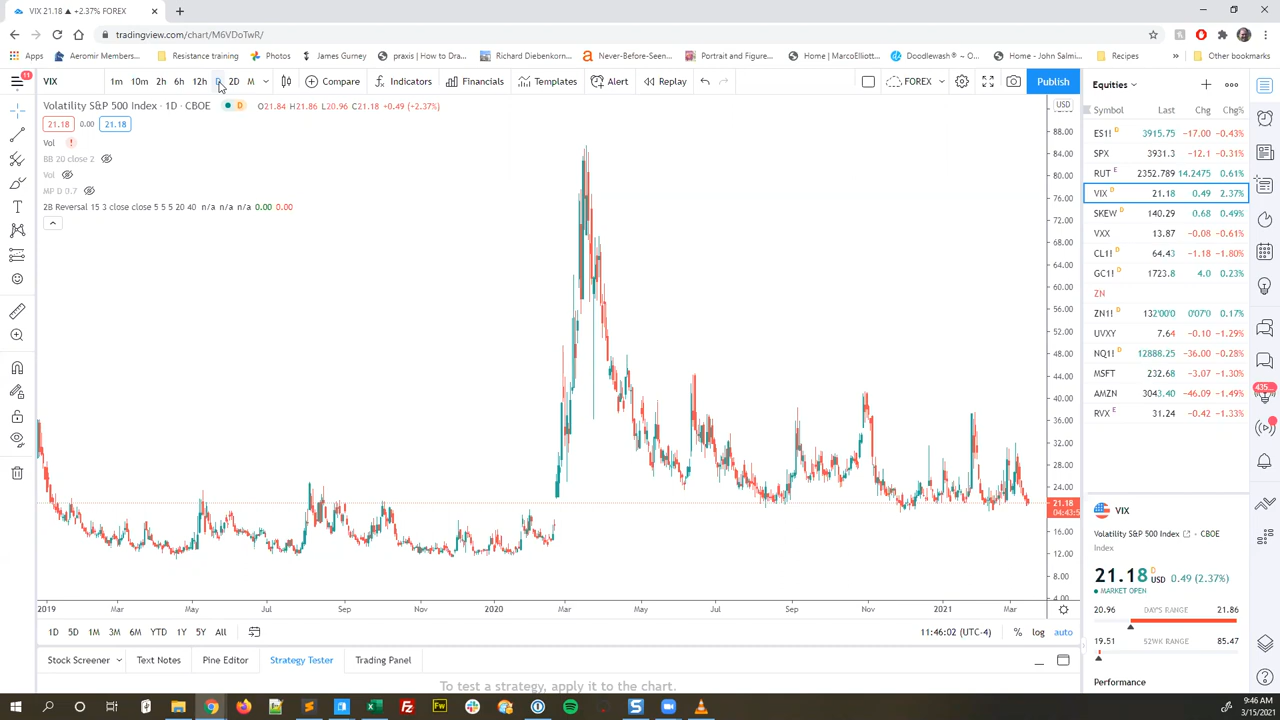 VIX 21.18 ▲ +2.37% FOREX
tradingview.com/chart/M6VDoTwR/
Apps Aeromir Members... Resistance training Photos James Gurney praxis | How to Dra... Richard Diebenkorn... Never-Before-Seen... Portrait and Figure... Home | MarcoElliott... Doodlewash® ~ O... Home - John Salmi... Recipes » Other bookmarks
11 VIX 1m 10m 2h 6h 12h D 2D M Compare Indicators Financials Templates Alert Replay FOREX Publish
Volatility S&P 500 Index · 1D · CBOE D O21.84 H21.86 L20.96 C21.18 +0.49 (+2.37%)
21.18 0.00 21.18
Vol !
BB 20 close 2
Vol
MP D 0.7
2B Reversal 15 3 close close 5 5 5 20 40 n/a n/a n/a 0.00 0.00
USD
88.00
84.00
80.00
76.00
72.00
68.00
64.00
60.00
56.00
52.00
48.00
44.00
40.00
36.00
32.00
28.00
24.00
21.18
04:43:5
16.00
12.00
8.00
4.00
2019 Mar May Jul Sep Nov 2020 Mar May Jul Sep Nov 2021 Mar
1D 5D 1M 3M 6M YTD 1Y 5Y All 11:46:02 (UTC-4) % log auto
Stock Screener Text Notes Pine Editor Strategy Tester Trading Panel
To test a strategy, apply it to the chart.
Equities
Symbol Last Chg Chg%
ES1! D 3915.75 −17.00 −0.43%
SPX 3931.3 −12.1 −0.31%
RUT E 2352.789 14.2475 0.61%
VIX D 21.18 0.49 2.37%
SKEW D 140.29 0.68 0.49%
VXX 13.87 −0.08 −0.61%
CL1! D 64.43 −1.18 −1.80%
GC1! D 1723.8 4.0 0.23%
ZN
ZN1! D 132'00'0 0'07'0 0.17%
UVXY 7.64 −0.10 −1.29%
NQ1! D 12888.25 −36.00 −0.28%
MSFT 232.68 −3.07 −1.30%
AMZN 3043.40 −46.09 −1.49%
RVX E 31.24 −0.42 −1.33%
435...
VIX
Volatility S&P 500 Index · CBOE
Index
21.18 D USD 0.49 (2.37%)
MARKET OPEN
20.96 DAY'S RANGE 21.86
19.51 52WK RANGE 85.47
Performance
Fw
9:46 AM
3/15/2021